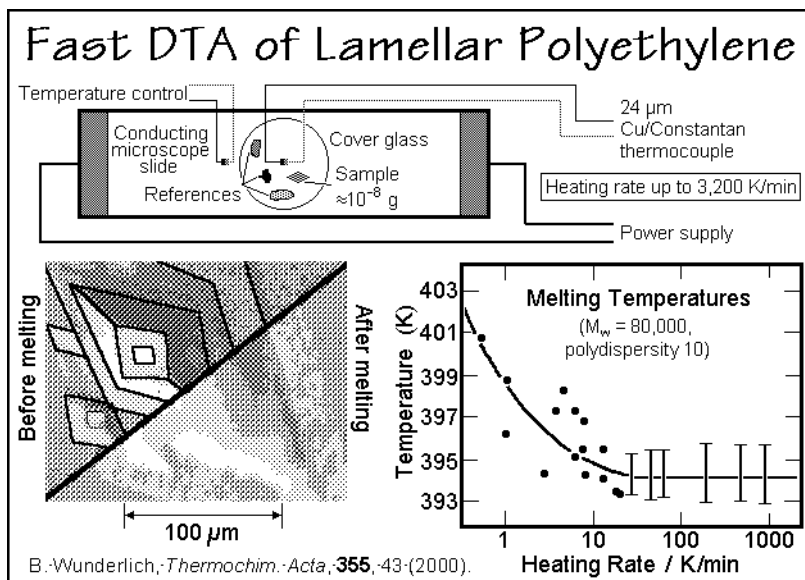 Fast DTA of Lamellar Polyethylene
Temperature control
Conducting
microscope
slide
References
Cover glass
Sample
≈10⁻⁸ g
24 µm
Cu/Constantan
thermocouple
Heating rate up to 3,200 K/min
Power supply
Before melting
After melting
100 µm
Melting Temperatures
(Mw = 80,000,
polydispersity 10)
Temperature (K)
403
401
399
397
395
393
1 10 100 1000
Heating Rate / K/min
B.·Wunderlich,·Thermochim.·Acta,·355,·43·(2000).